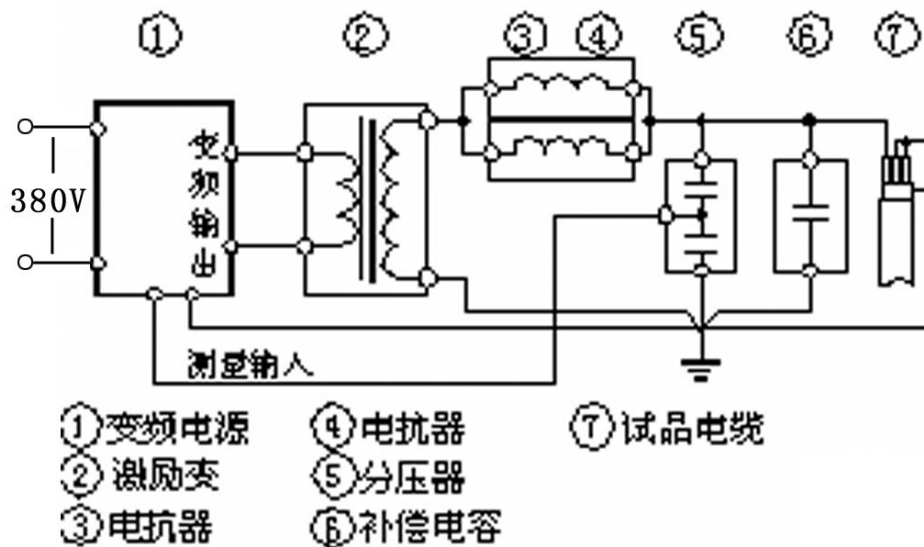 ① ② ③ ④ ⑤ ⑥ ⑦
380V
变频输出
测量输入
①变频电源 ④电抗器 ⑦试品电缆
②激励变 ⑤分压器
③电抗器 ⑥补偿电容